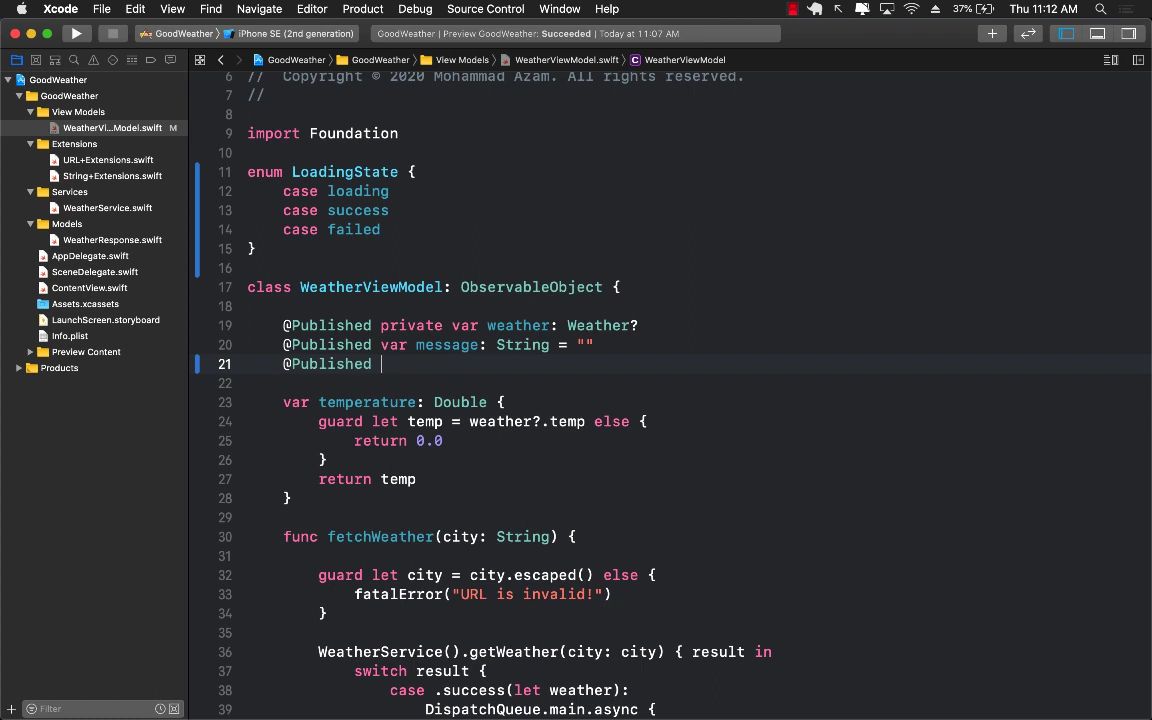 Xcode File Edit View Find Navigate Editor Product Debug Source Control Window Help 37% Thu 11:12 AM
GoodWeather iPhone SE (2nd generation) GoodWeather | Preview GoodWeather: Succeeded | Today at 11:07 AM
GoodWeather GoodWeather View Models WeatherViewModel.swift C WeatherViewModel
GoodWeather
GoodWeather
View Models
WeatherVi...Model.swift M
Extensions
URL+Extensions.swift
String+Extensions.swift
Services
WeatherService.swift
Models
WeatherResponse.swift
AppDelegate.swift
SceneDelegate.swift
ContentView.swift
Assets.xcassets
LaunchScreen.storyboard
Info.plist
Preview Content
Products
Filter
6 // Copyright © 2020 Mohammad Azam. All rights reserved.
7 //
8
9 import Foundation
10
11 enum LoadingState {
12 case loading
13 case success
14 case failed
15 }
16
17 class WeatherViewModel: ObservableObject {
18
19 @Published private var weather: Weather?
20 @Published var message: String = ""
21 @Published
22
23 var temperature: Double {
24 guard let temp = weather?.temp else {
25 return 0.0
26 }
27 return temp
28 }
29
30 func fetchWeather(city: String) {
31
32 guard let city = city.escaped() else {
33 fatalError("URL is invalid!")
34 }
35
36 WeatherService().getWeather(city: city) { result in
37 switch result {
38 case .success(let weather):
39 DispatchQueue.main.async {